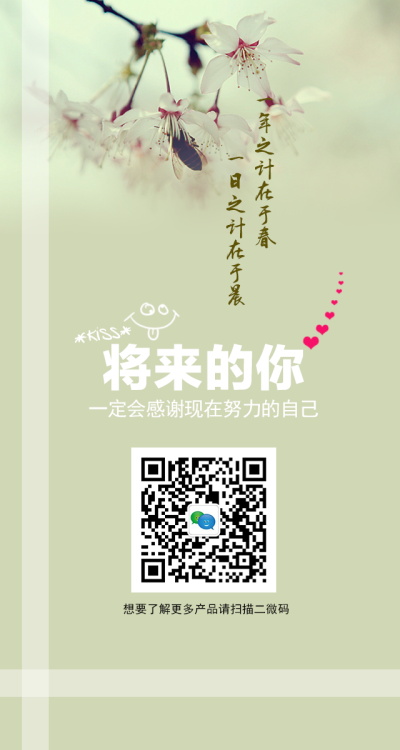 一年之计在于春
一日之计在于晨
*KiSS*
将来的你
一定会感谢现在努力的自己
想要了解更多产品请扫描二微码